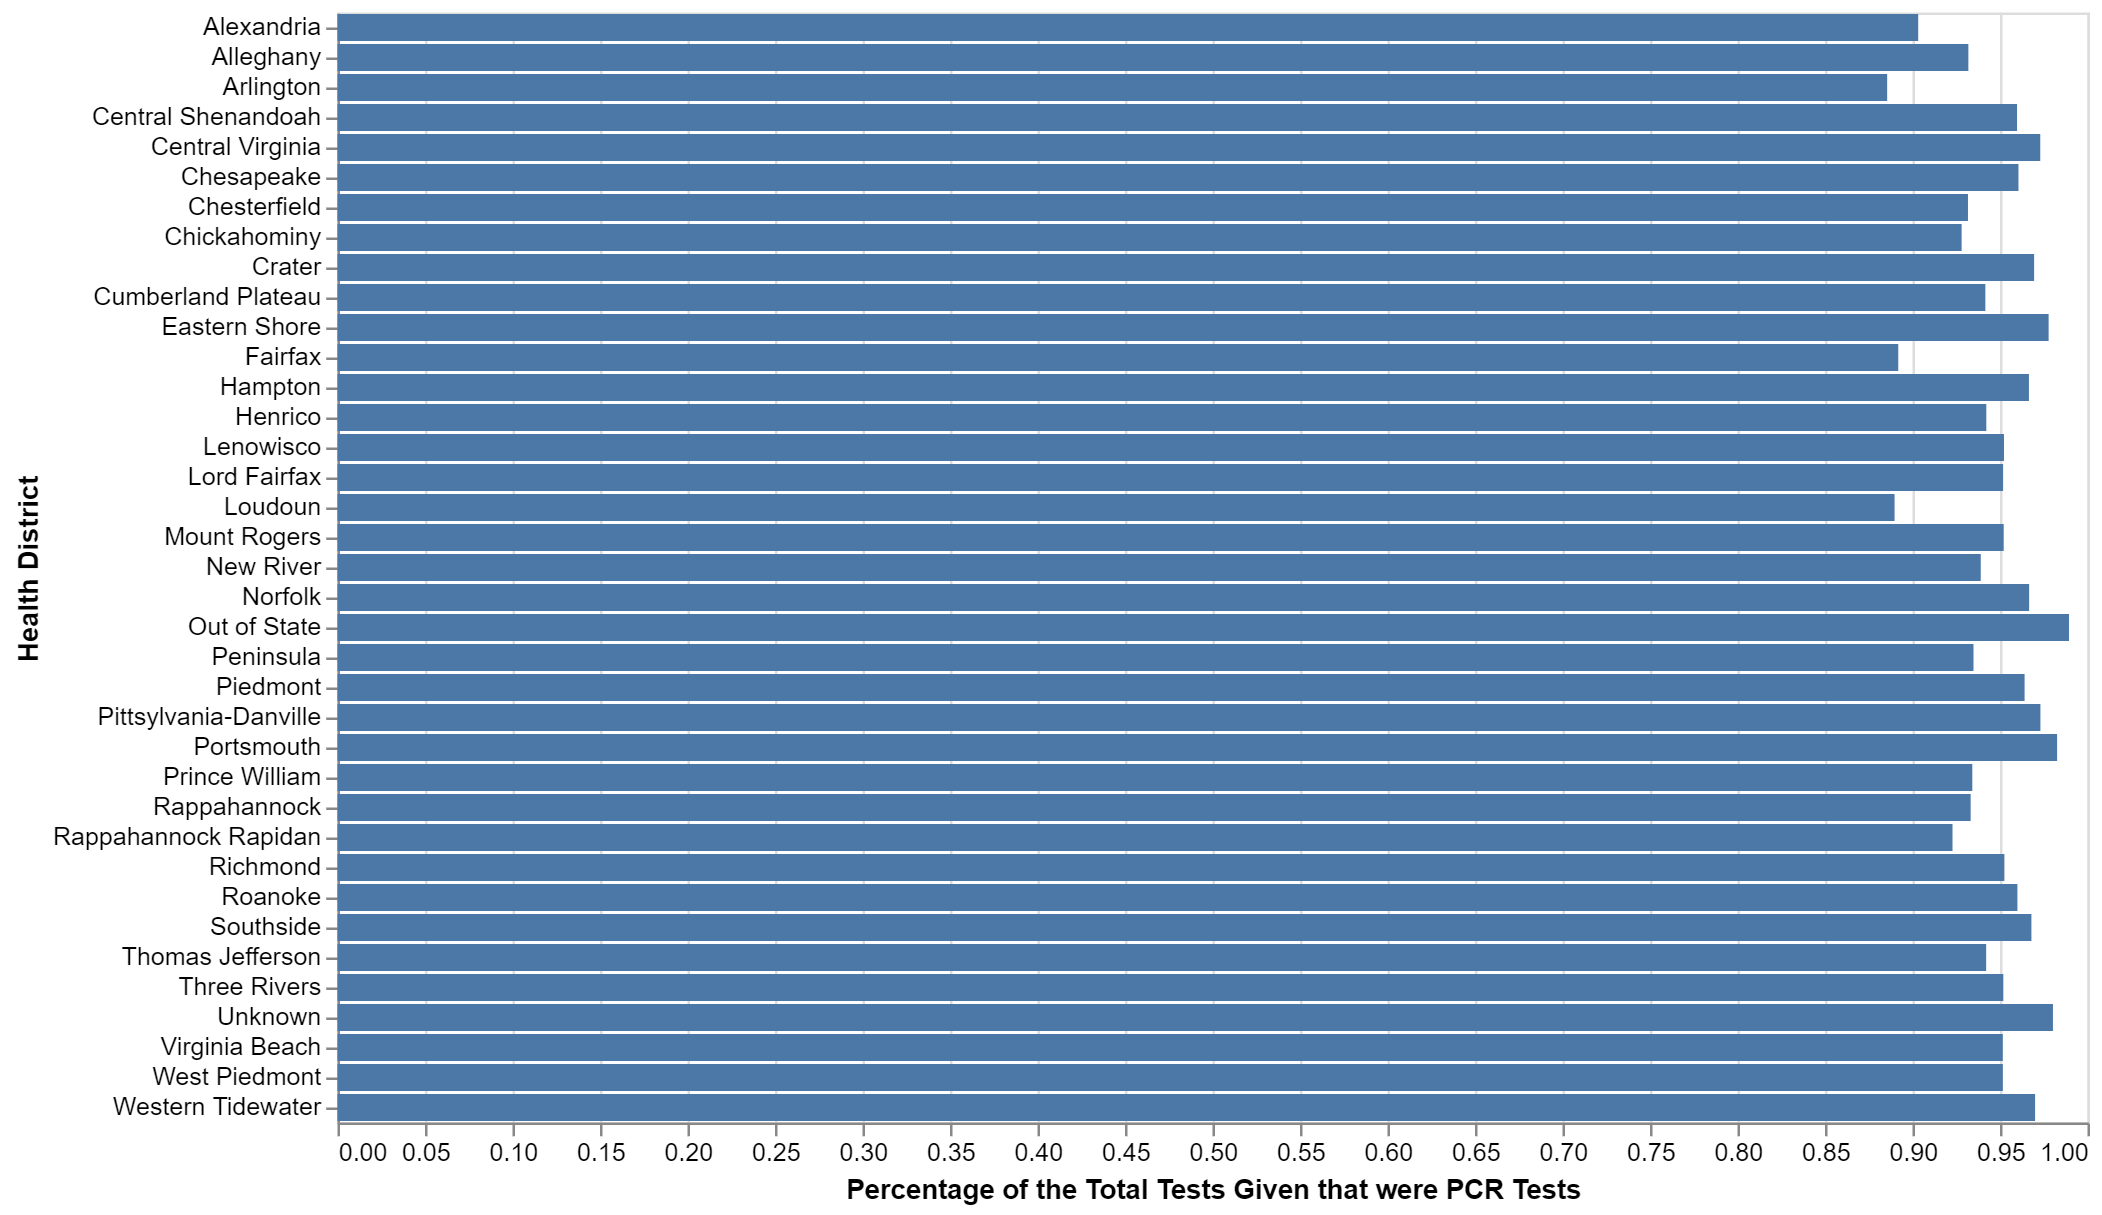 Health District
Alexandria
Alleghany
Arlington
Central Shenandoah
Central Virginia
Chesapeake
Chesterfield
Chickahominy
Crater
Cumberland Plateau
Eastern Shore
Fairfax
Hampton
Henrico
Lenowisco
Lord Fairfax
Loudoun
Mount Rogers
New River
Norfolk
Out of State
Peninsula
Piedmont
Pittsylvania-Danville
Portsmouth
Prince William
Rappahannock
Rappahannock Rapidan
Richmond
Roanoke
Southside
Thomas Jefferson
Three Rivers
Unknown
Virginia Beach
West Piedmont
Western Tidewater
0.00 0.05 0.10 0.15 0.20 0.25 0.30 0.35 0.40 0.45 0.50 0.55 0.60 0.65 0.70 0.75 0.80 0.85 0.90 0.95 1.00
Percentage of the Total Tests Given that were PCR Tests